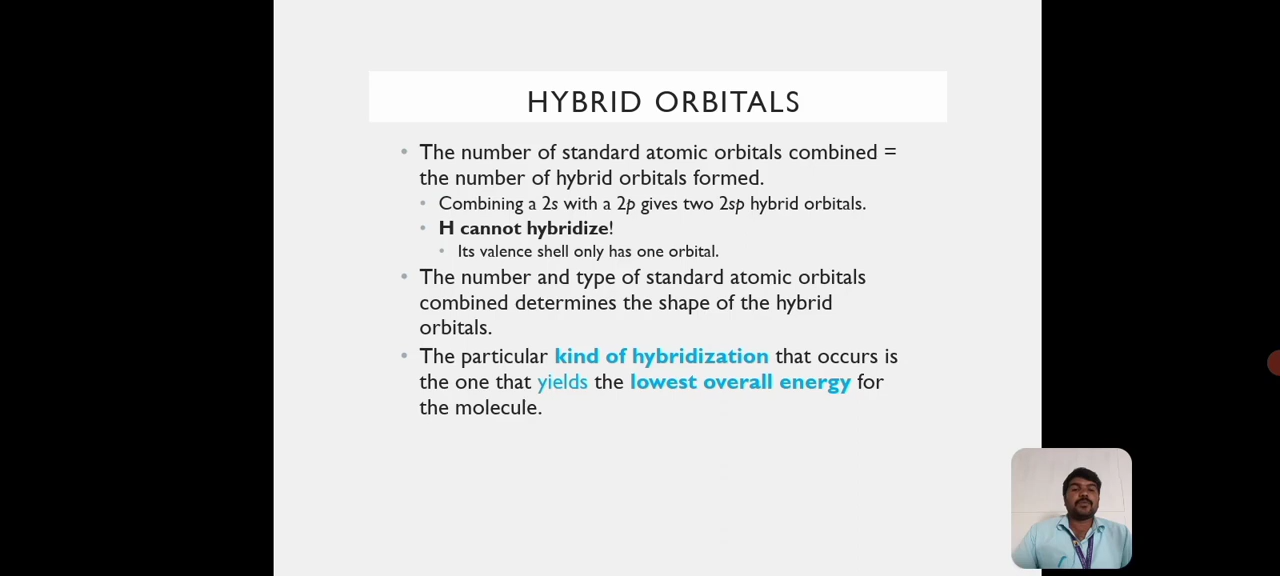 HYBRID ORBITALS
• The number of standard atomic orbitals combined =
the number of hybrid orbitals formed.
• Combining a 2s with a 2p gives two 2sp hybrid orbitals.
• H cannot hybridize!
• Its valence shell only has one orbital.
• The number and type of standard atomic orbitals
combined determines the shape of the hybrid
orbitals.
• The particular kind of hybridization that occurs is
the one that yields the lowest overall energy for
the molecule.